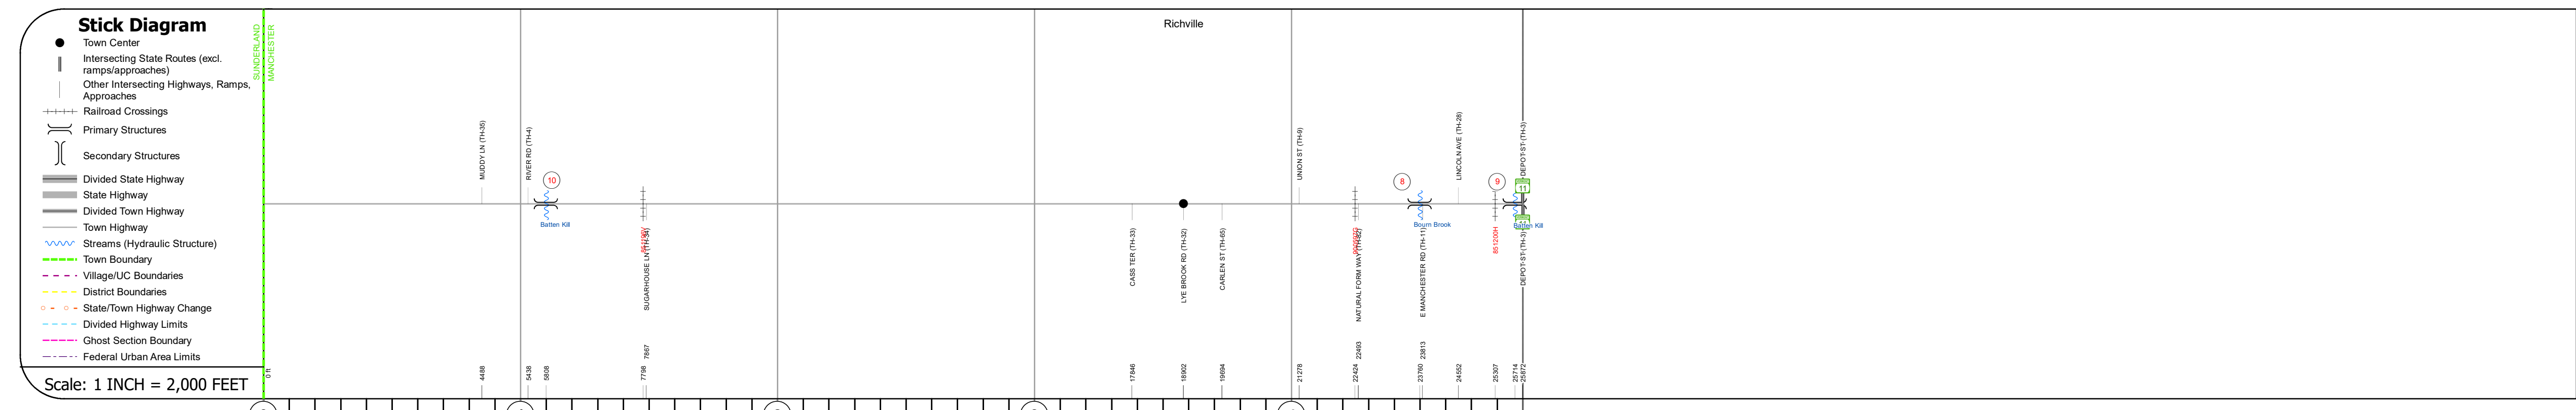 Stick Diagram
Town Center
Intersecting State Routes (excl.
ramps/approaches)
Other Intersecting Highways, Ramps,
Approaches
Railroad Crossings
Primary Structures
Secondary Structures
Divided State Highway
State Highway
Divided Town Highway
Town Highway
Streams (Hydraulic Structure)
Town Boundary
Village/UC Boundaries
District Boundaries
State/Town Highway Change
Divided Highway Limits
Ghost Section Boundary
Federal Urban Area Limits
Scale: 1 INCH = 2,000 FEET
SUNDERLAND
MANCHESTER
Richville
MUDDY LN (TH-35)
RIVER RD (TH-4)
UNION ST (TH-9)
LINCOLN AVE (TH-28)
DEPOT-ST-(TH-3)
10
8
9
11
11
Batten Kill
Bourn Brook
Batten Kill
SUGARHOUSE LN (TH-34)
CASS TER (TH-33)
LYE BROOK RD (TH-32)
CARLEN ST (TH-65)
NATURAL FORM WAY (TH-82)
E MANCHESTER RD (TH-11)
851200H
DEPOT-ST-(TH-3)
0 ft
4488
5438
5808
7798
7867
17846
18902
19694
21278
22424
22493
23760
23813
24552
25307
25714
25872